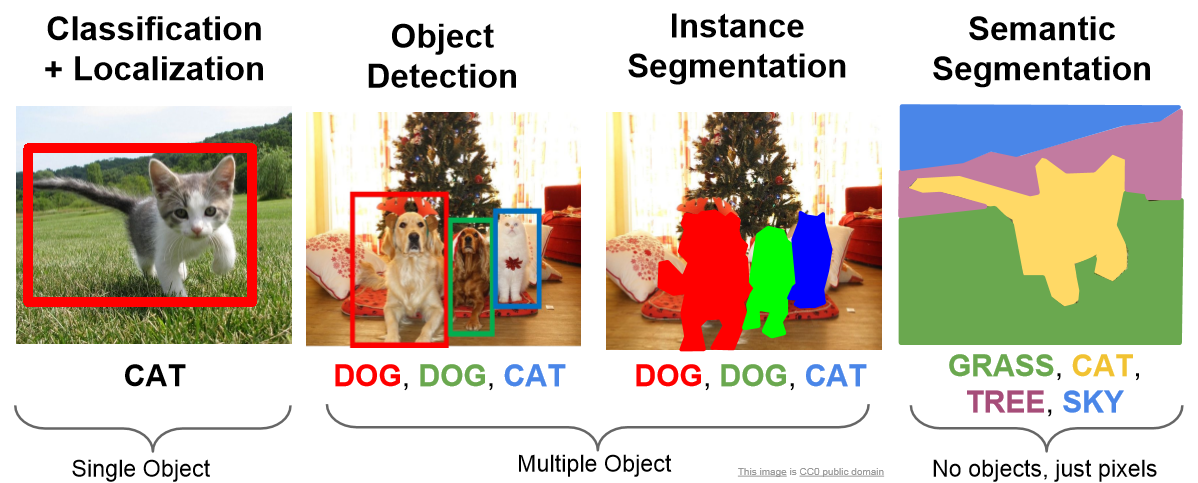 Classification
+ Localization
Object
Detection
Instance
Segmentation
Semantic
Segmentation
CAT
DOG, DOG, CAT
DOG, DOG, CAT
GRASS, CAT,
TREE, SKY
Single Object
Multiple Object
This image is CC0 public domain
No objects, just pixels